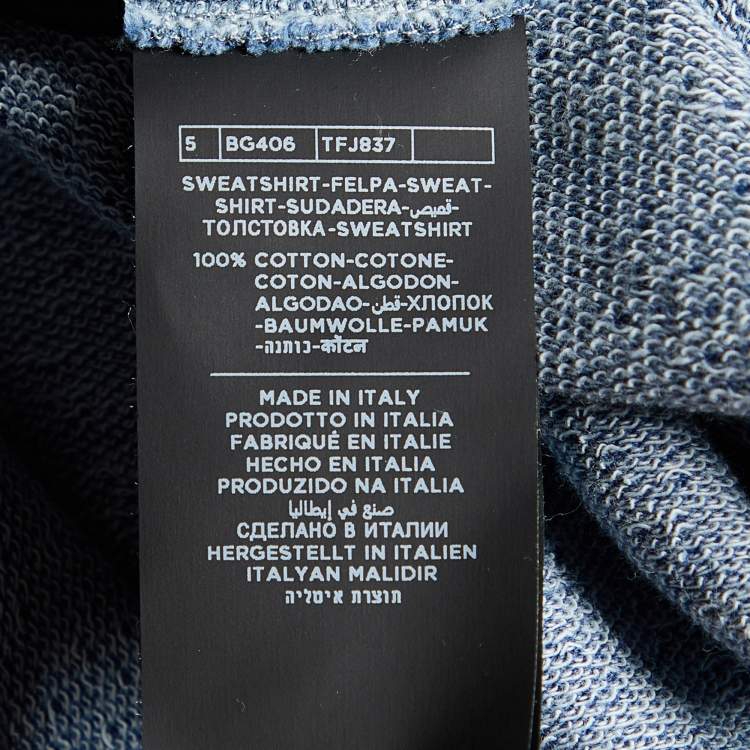 5 BG406 TFJ837
SWEATSHIRT-FELPA-SWEAT-
SHIRT-SUDADERA-قميص-
ТОЛСТОВКА-SWEATSHIRT
100% COTTON-COTONE-
COTON-ALGODON-
ALGODAO-قطن-ХЛОПОК
-BAUMWOLLE-PAMUK
-כותנה-कॉटन
MADE IN ITALY
PRODOTTO IN ITALIA
FABRIQUÉ EN ITALIE
HECHO EN ITALIA
PRODUZIDO NA ITALIA
صنع في إيطاليا
СДЕЛАНО В ИТАЛИИ
HERGESTELLT IN ITALIEN
ITALYAN MALIDIR
תוצרת איטליה